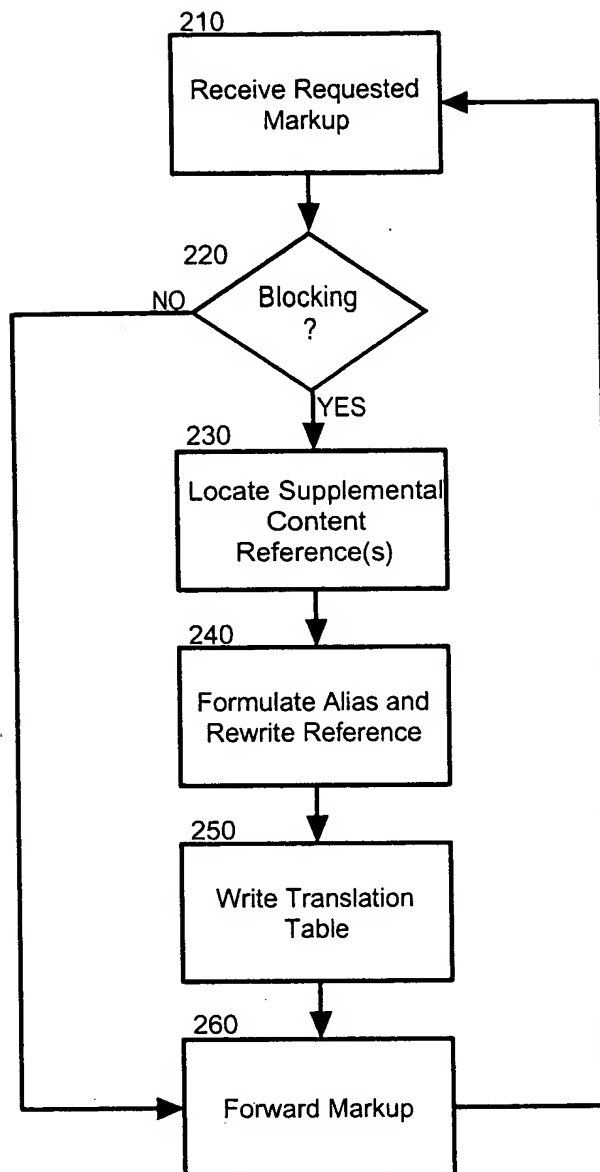 210
Receive Requested
Markup
220
NO
Blocking
?
YES
230
Locate Supplemental
Content
Reference(s)
240
Formulate Alias and
Rewrite Reference
250
Write Translation
Table
260
Forward Markup